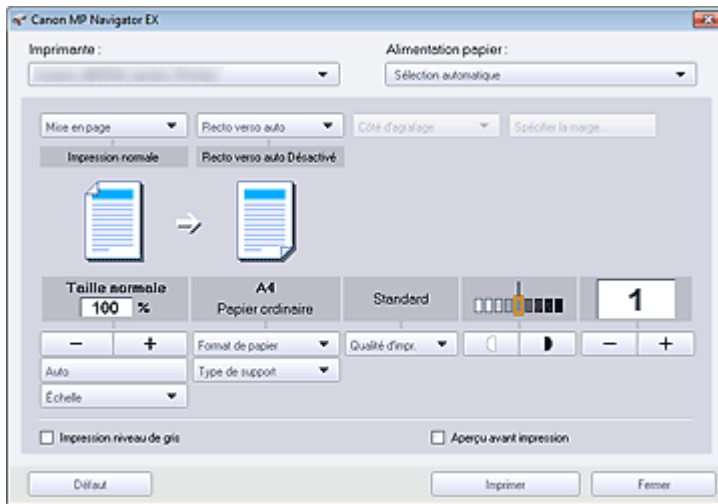 Canon MP Navigator EX
Imprimante :
Alimentation papier :
Sélection automatique
Mise en page
Recto verso auto
Côté d'agrafage
Spécifier la marge...
Impression normale
Recto verso auto Désactivé
Taille normale
100 %
A4
Papier ordinaire
Standard
1
Format de papier
Qualité d'impr.
Auto
Type de support
Échelle
Impression niveau de gris
Aperçu avant impression
Défaut
Imprimer
Fermer